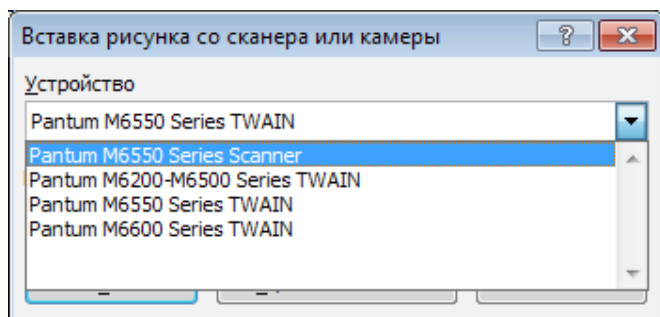 Вставка рисунка со сканера или камеры
Устройство
Pantum M6550 Series TWAIN
Pantum M6550 Series Scanner
Pantum M6200-M6500 Series TWAIN
Pantum M6550 Series TWAIN
Pantum M6600 Series TWAIN